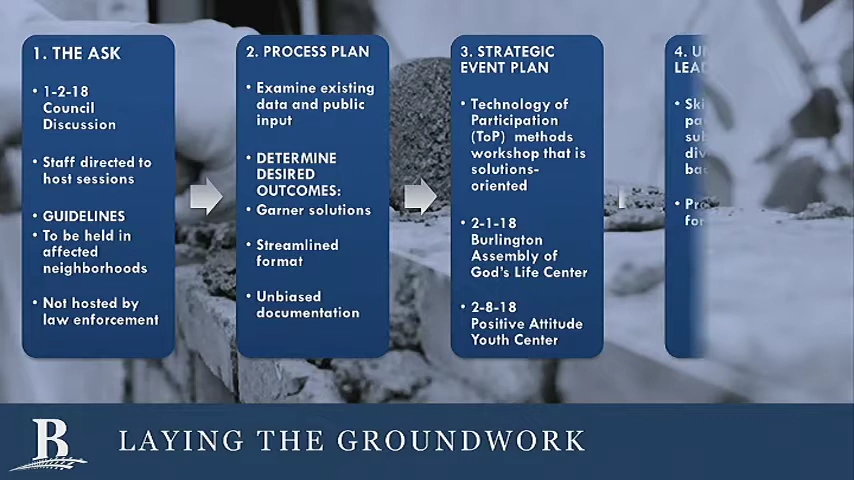 1. THE ASK
• 1-2-18
Council
Discussion
• Staff directed to
host sessions
• GUIDELINES
• To be held in
affected
neighborhoods
• Not hosted by
law enforcement
2. PROCESS PLAN
• Examine existing
data and public
input
• DETERMINE
DESIRED
OUTCOMES:
• Garner solutions
• Streamlined
format
• Unbiased
documentation
3. STRATEGIC
EVENT PLAN
• Technology of
Participation
(ToP) methods
workshop that is
solutions-
oriented
• 2-1-18
Burlington
Assembly of
God's Life Center
• 2-8-18
Positive Attitude
Youth Center
4.
B
LAYING THE GROUNDWORK